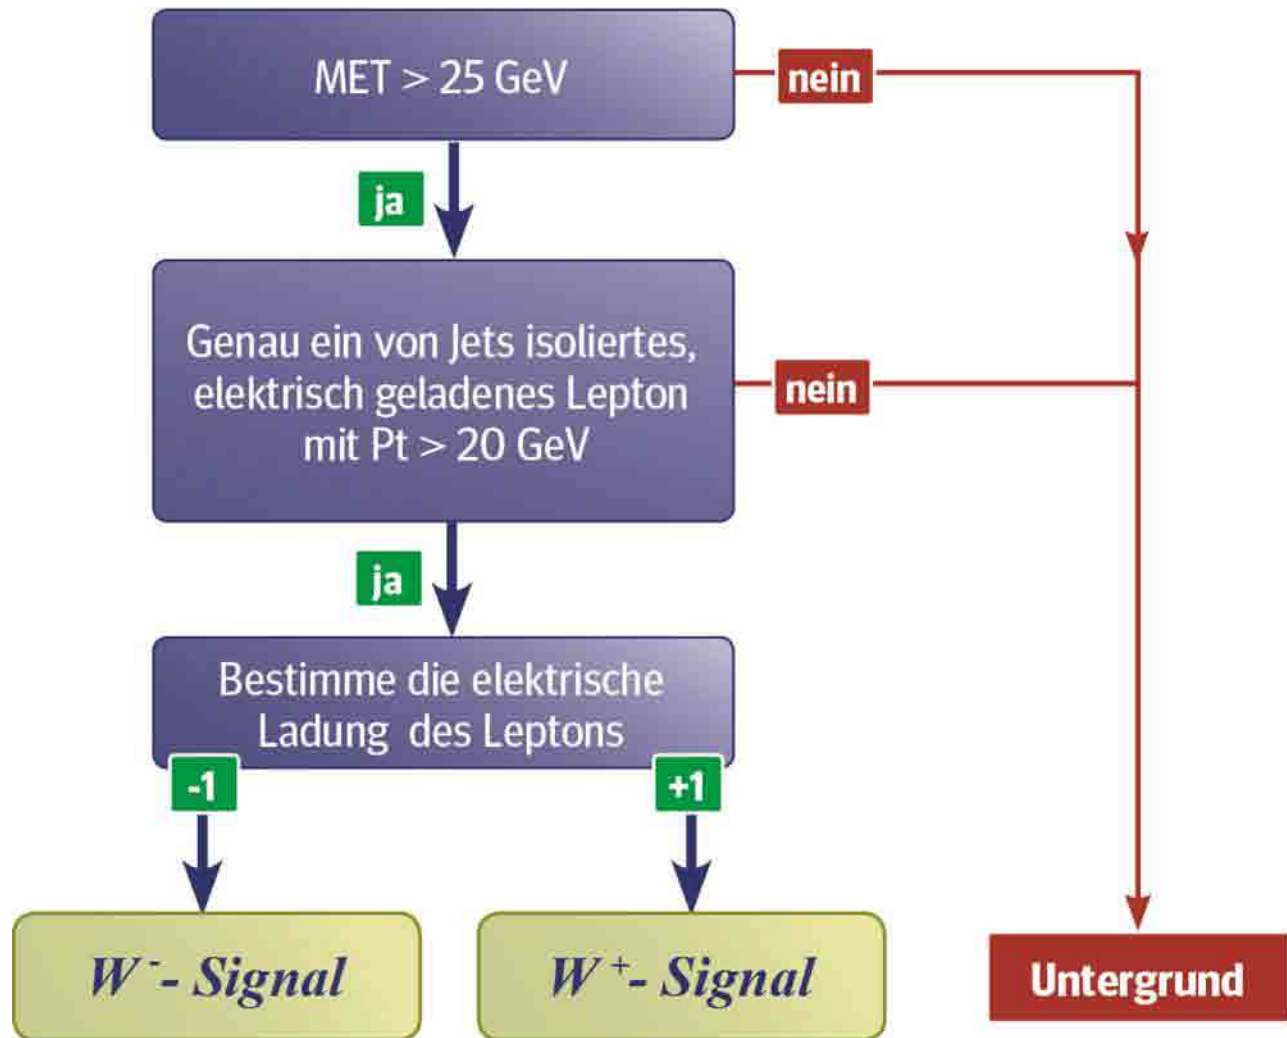 MET > 25 GeV
nein
ja
Genau ein von Jets isoliertes,
elektrisch geladenes Lepton
mit Pt > 20 GeV
nein
ja
Bestimme die elektrische
Ladung des Leptons
-1
+1
W⁻- Signal
W⁺- Signal
Untergrund